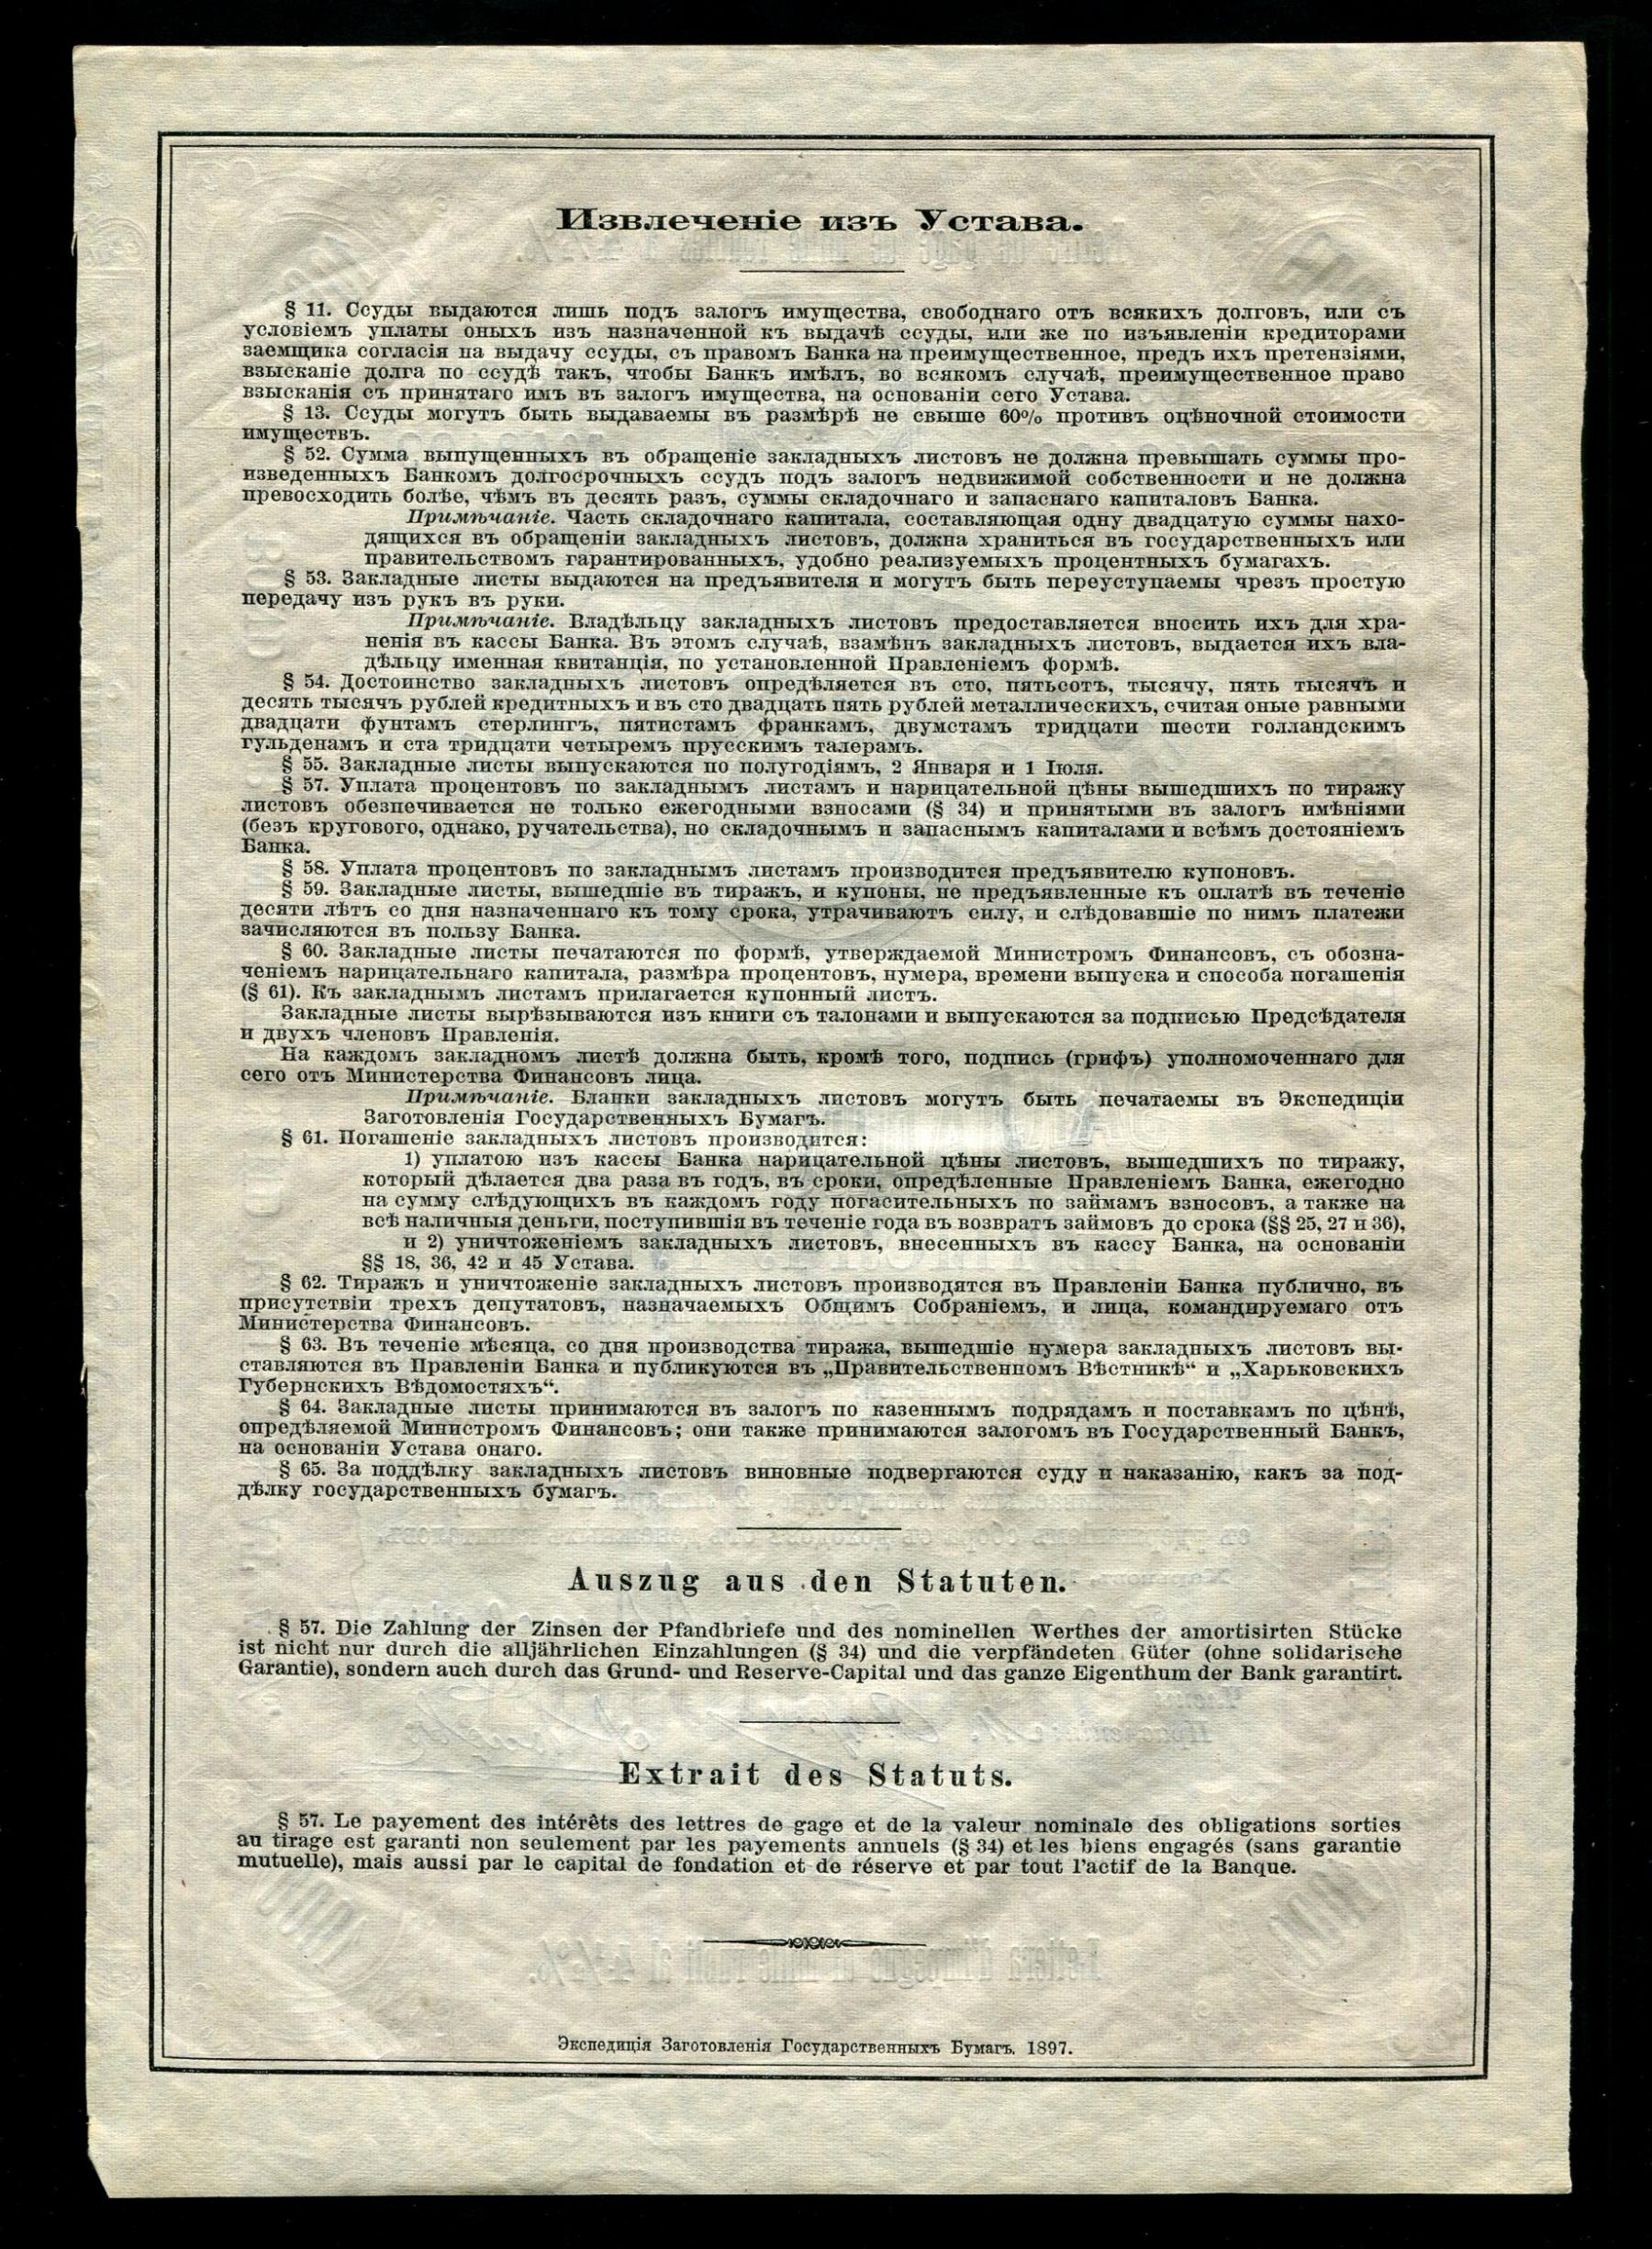 Извлеченіе изъ Устава.
§ 11. Ссуды выдаются лишь подъ залогъ имущества, свободнаго отъ всякихъ долговъ, или съ
условіемъ уплаты оныхъ изъ назначенной къ выдачѣ ссуды, или же по изъявленіи кредиторами
заемщика согласія на выдачу ссуды, съ правомъ Банка на преимущественное, предъ ихъ претензіями,
взысканіе долга по ссудѣ такъ, чтобы Банкъ имѣлъ, во всякомъ случаѣ, преимущественное право
взысканія съ принятаго имъ въ залогъ имущества, на основаніи сего Устава.
§ 13. Ссуды могутъ быть выдаваемы въ размѣрѣ не свыше 60% противъ оцѣночной стоимости
имуществъ.
§ 52. Сумма выпущенныхъ въ обращеніе закладныхъ листовъ не должна превышать суммы про-
изведенныхъ Банкомъ долгосрочныхъ ссудъ подъ залогъ недвижимой собственности и не должна
превосходить болѣе, чѣмъ въ десять разъ, суммы складочнаго и запаснаго капиталовъ Банка.
Примѣчаніе. Часть складочнаго капитала, составляющая одну двадцатую суммы нахо-
дящихся въ обращеніи закладныхъ листовъ, должна храниться въ государственныхъ или
правительствомъ гарантированныхъ, удобно реализуемыхъ процентныхъ бумагахъ.
§ 53. Закладные листы выдаются на предъявителя и могутъ быть переуступаемы чрезъ простую
передачу изъ рукъ въ руки.
Примѣчаніе. Владѣльцу закладныхъ листовъ предоставляется вносить ихъ для хра-
ненія въ кассы Банка. Въ этомъ случаѣ, взамѣнъ закладныхъ листовъ, выдается ихъ вла-
дѣльцу именная квитанція, по установленной Правленіемъ формѣ.
§ 54. Достоинство закладныхъ листовъ опредѣляется въ сто, пятьсотъ, тысячу, пять тысячъ и
десять тысячъ рублей кредитныхъ и въ сто двадцать пять рублей металлическихъ, считая оные равными
двадцати фунтамъ стерлингъ, пятистамъ франкамъ, двумстамъ тридцати шести голландскимъ
гульденамъ и ста тридцати четыремъ прусскимъ талерамъ.
§ 55. Закладные листы выпускаются по полугодіямъ, 2 Января и 1 Іюля.
§ 57. Уплата процентовъ по закладнымъ листамъ и нарицательной цѣны вышедшихъ по тиражу
листовъ обезпечивается не только ежегодными взносами (§ 34) и принятыми въ залогъ имѣніями
(безъ кругового, однако, ручательства), но складочнымъ и запаснымъ капиталами и всѣмъ достояніемъ
Банка.
§ 58. Уплата процентовъ по закладнымъ листамъ производится предъявителю купоновъ.
§ 59. Закладные листы, вышедшіе въ тиражъ, и купоны, не предъявленные къ оплатѣ въ теченіе
десяти лѣтъ со дня назначеннаго къ тому срока, утрачиваютъ силу, и слѣдовавшіе по нимъ платежи
зачисляются въ пользу Банка.
§ 60. Закладные листы печатаются по формѣ, утверждаемой Министромъ Финансовъ, съ обозна-
ченіемъ нарицательнаго капитала, размѣра процентовъ, нумера, времени выпуска и способа погашенія
(§ 61). Къ закладнымъ листамъ прилагается купонный листъ.
Закладные листы вырѣзываются изъ книги съ талонами и выпускаются за подписью Предсѣдателя
и двухъ членовъ Правленія.
На каждомъ закладномъ листѣ должна быть, кромѣ того, подпись (грифъ) уполномоченнаго для
сего отъ Министерства Финансовъ лица.
Примѣчаніе. Бланки закладныхъ листовъ могутъ быть печатаемы въ Экспедиціи
Заготовленія Государственныхъ Бумагъ.
§ 61. Погашеніе закладныхъ листовъ производится:
1) уплатою изъ кассы Банка нарицательной цѣны листовъ, вышедшихъ по тиражу,
который дѣлается два раза въ годъ, въ сроки, опредѣленные Правленіемъ Банка, ежегодно
на сумму слѣдующихъ въ каждомъ году погасительныхъ по займамъ взносовъ, а также на
всѣ наличныя деньги, поступившія въ теченіе года въ возвратъ займовъ до срока (§§ 25, 27 и 36),
и 2) уничтоженіемъ закладныхъ листовъ, внесенныхъ въ кассу Банка, на основаніи
§§ 18, 36, 42 и 45 Устава.
§ 62. Тиражъ и уничтоженіе закладныхъ листовъ производятся въ Правленіи Банка публично, въ
присутствіи трехъ депутатовъ, назначаемыхъ Общимъ Собраніемъ, и лица, командируемаго отъ
Министерства Финансовъ.
§ 63. Въ теченіе мѣсяца, со дня производства тиража, вышедшіе нумера закладныхъ листовъ вы-
ставляются въ Правленіи Банка и публикуются въ „Правительственномъ Вѣстникѣ“ и „Харьковскихъ
Губернскихъ Вѣдомостяхъ“.
§ 64. Закладные листы принимаются въ залогъ по казеннымъ подрядамъ и поставкамъ по цѣнѣ,
опредѣляемой Министромъ Финансовъ; они также принимаются залогомъ въ Государственный Банкъ,
на основаніи Устава онаго.
§ 65. За поддѣлку закладныхъ листовъ виновные подвергаются суду и наказанію, какъ за под-
дѣлку государственныхъ бумагъ.
Auszug aus den Statuten.
§ 57. Die Zahlung der Zinsen der Pfandbriefe und des nominellen Werthes der amortisirten Stücke
ist nicht nur durch die alljährlichen Einzahlungen (§ 34) und die verpfändeten Güter (ohne solidarische
Garantie), sondern auch durch das Grund- und Reserve-Capital und das ganze Eigenthum der Bank garantirt.
Extrait des Statuts.
§ 57. Le payement des intérêts des lettres de gage et de la valeur nominale des obligations sorties
au tirage est garanti non seulement par les payements annuels (§ 34) et les biens engagés (sans garantie
mutuelle), mais aussi par le capital de fondation et de réserve et par tout l'actif de la Banque.
Экспедиція Заготовленія Государственныхъ Бумагъ. 1897.